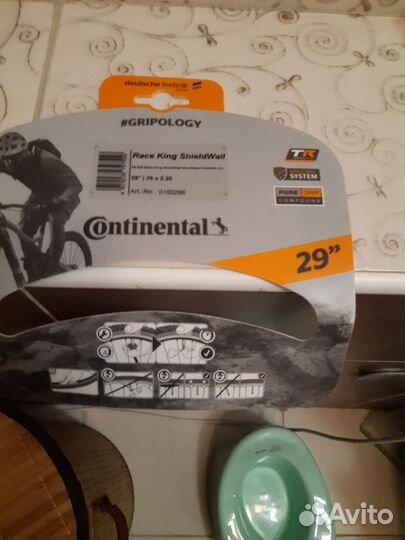 deutsche technik
#GRIPOLOGY
Race King ShieldWall
29" | 29 x 2.20
Art.-No.: 0150296
TR
SYSTEM
PURE GRIP
COMPOUND
Continental
29"
Avito